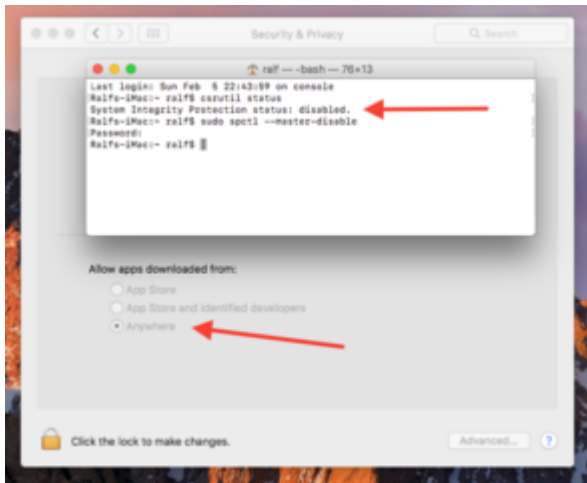 Security & Privacy
Search
ralf — -bash — 76×13
Last login: Sun Feb  5 22:43:59 on console
Ralfs-iMac:~ ralf$ csrutil status
System Integrity Protection status: disabled.
Ralfs-iMac:~ ralf$ sudo spctl --master-disable
Password:
Ralfs-iMac:~ ralf$
Allow apps downloaded from:
App Store
App Store and identified developers
Anywhere
Click the lock to make changes.
Advanced...
?